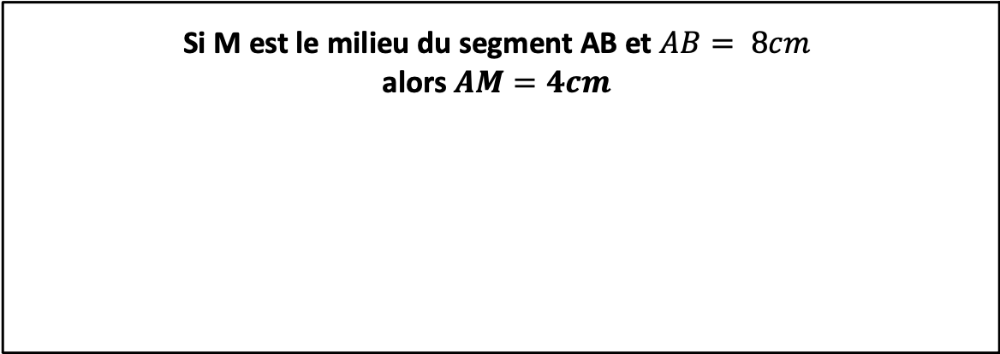 Si M est le milieu du segment AB et AB = 8cm
alors AM = 4cm